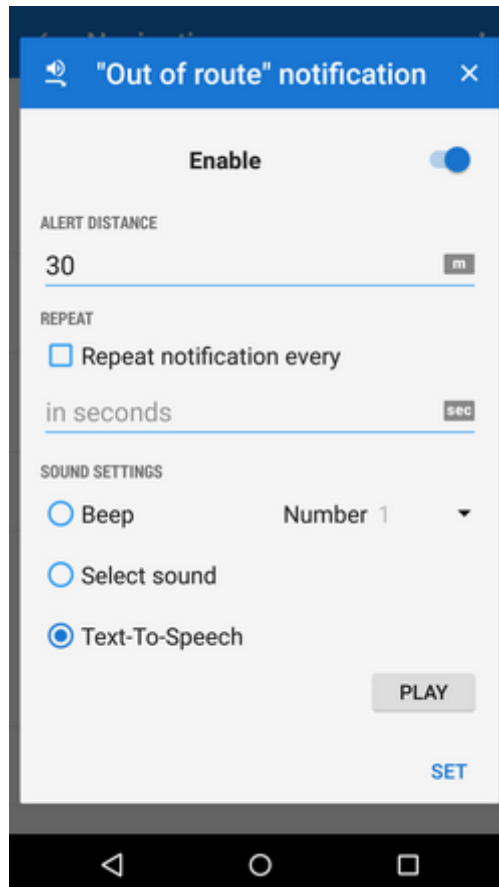 "Out of route" notification
Enable
ALERT DISTANCE
30 m
REPEAT
Repeat notification every
in seconds sec
SOUND SETTINGS
Beep Number 1
Select sound
Text-To-Speech
PLAY
SET